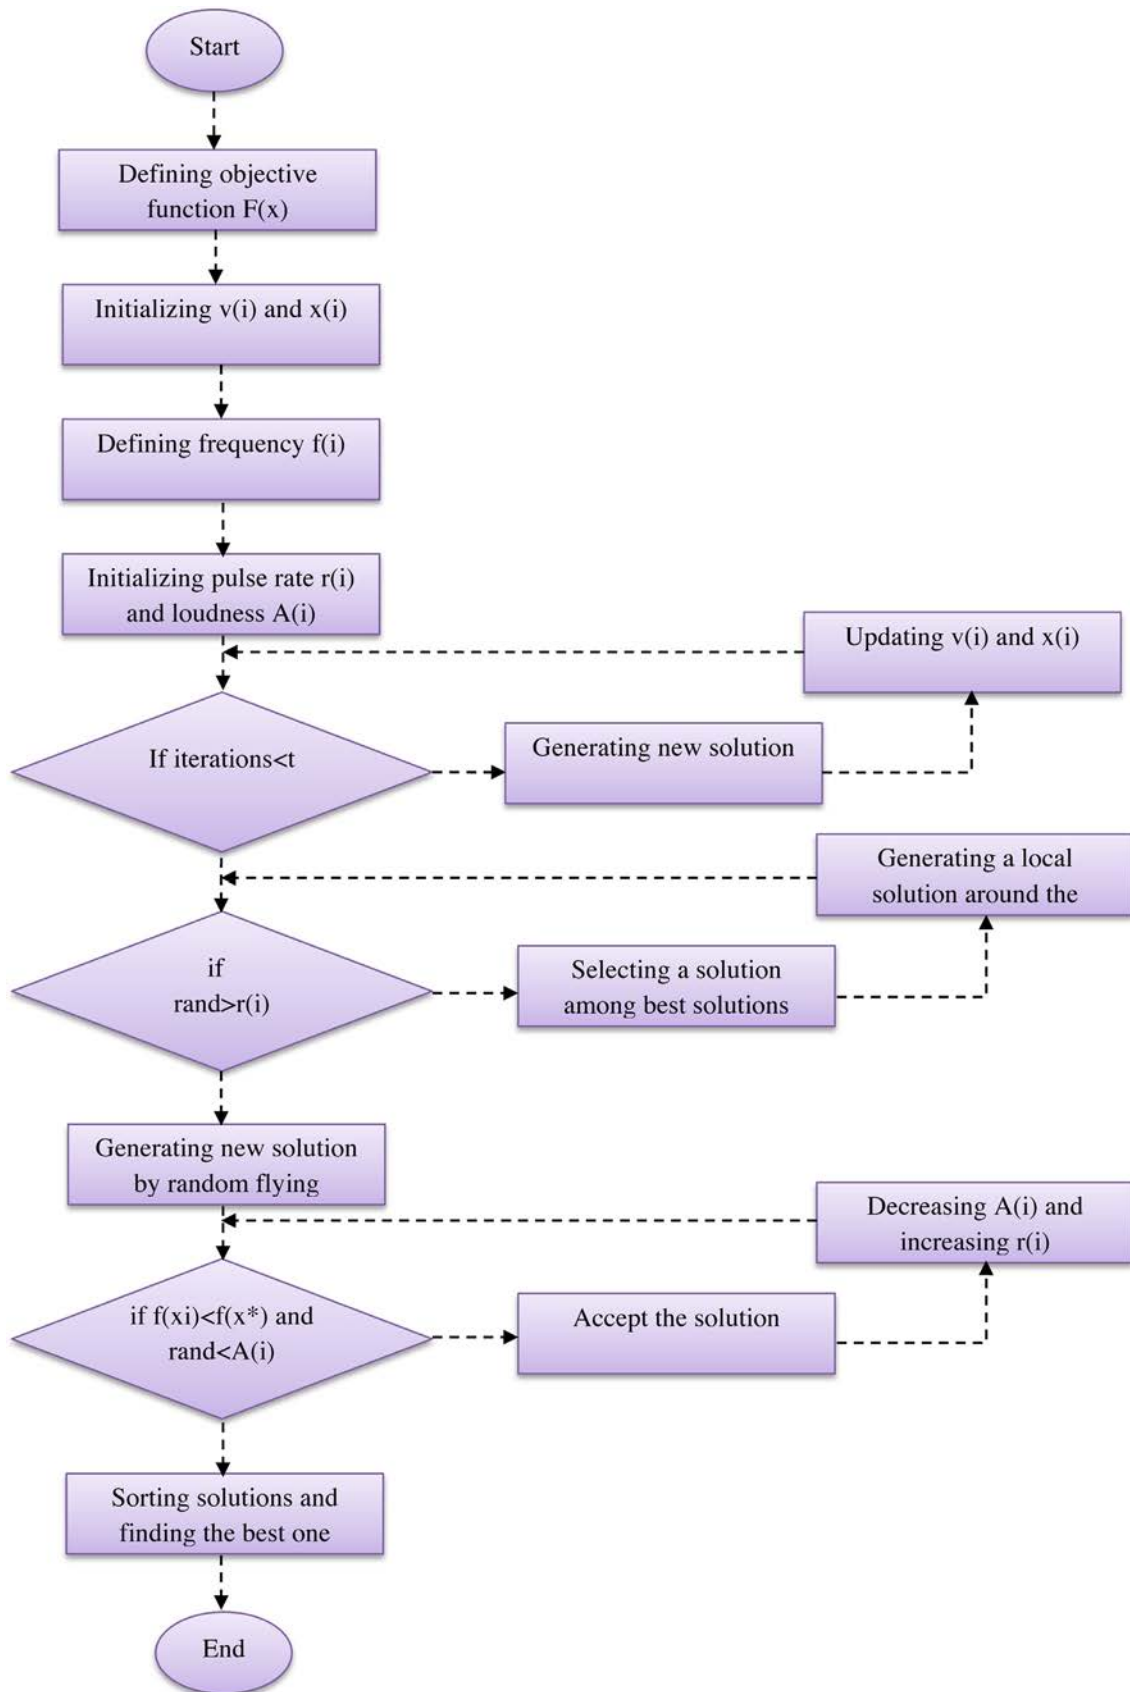 Start
Defining objective
function F(x)
Initializing v(i) and x(i)
Defining frequency f(i)
Initializing pulse rate r(i)
and loudness A(i)
Updating v(i) and x(i)
If iterations<t
Generating new solution
Generating a local
solution around the
if
rand>r(i)
Selecting a solution
among best solutions
Generating new solution
by random flying
Decreasing A(i) and
increasing r(i)
if f(xi)<f(x*) and
rand<A(i)
Accept the solution
Sorting solutions and
finding the best one
End